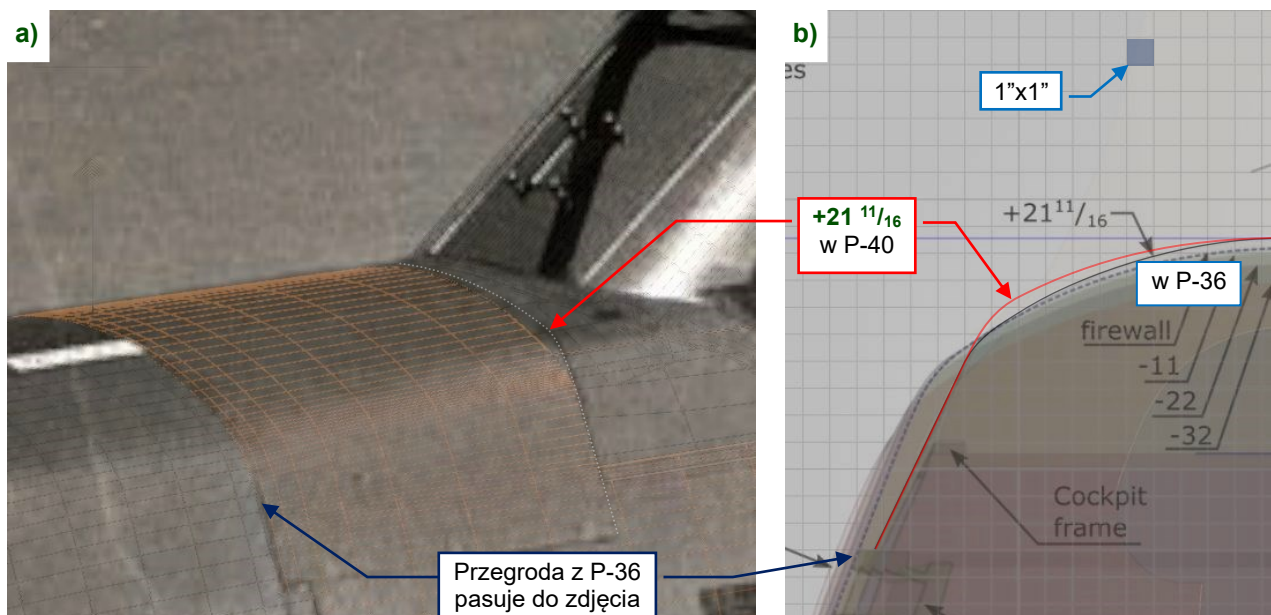 a)
b)
es
1”x1”
+21 11/16
w P-40
+21 11/16
w P-36
firewall
-11
-22
-32
Cockpit
frame
Przegroda z P-36
pasuje do zdjęcia